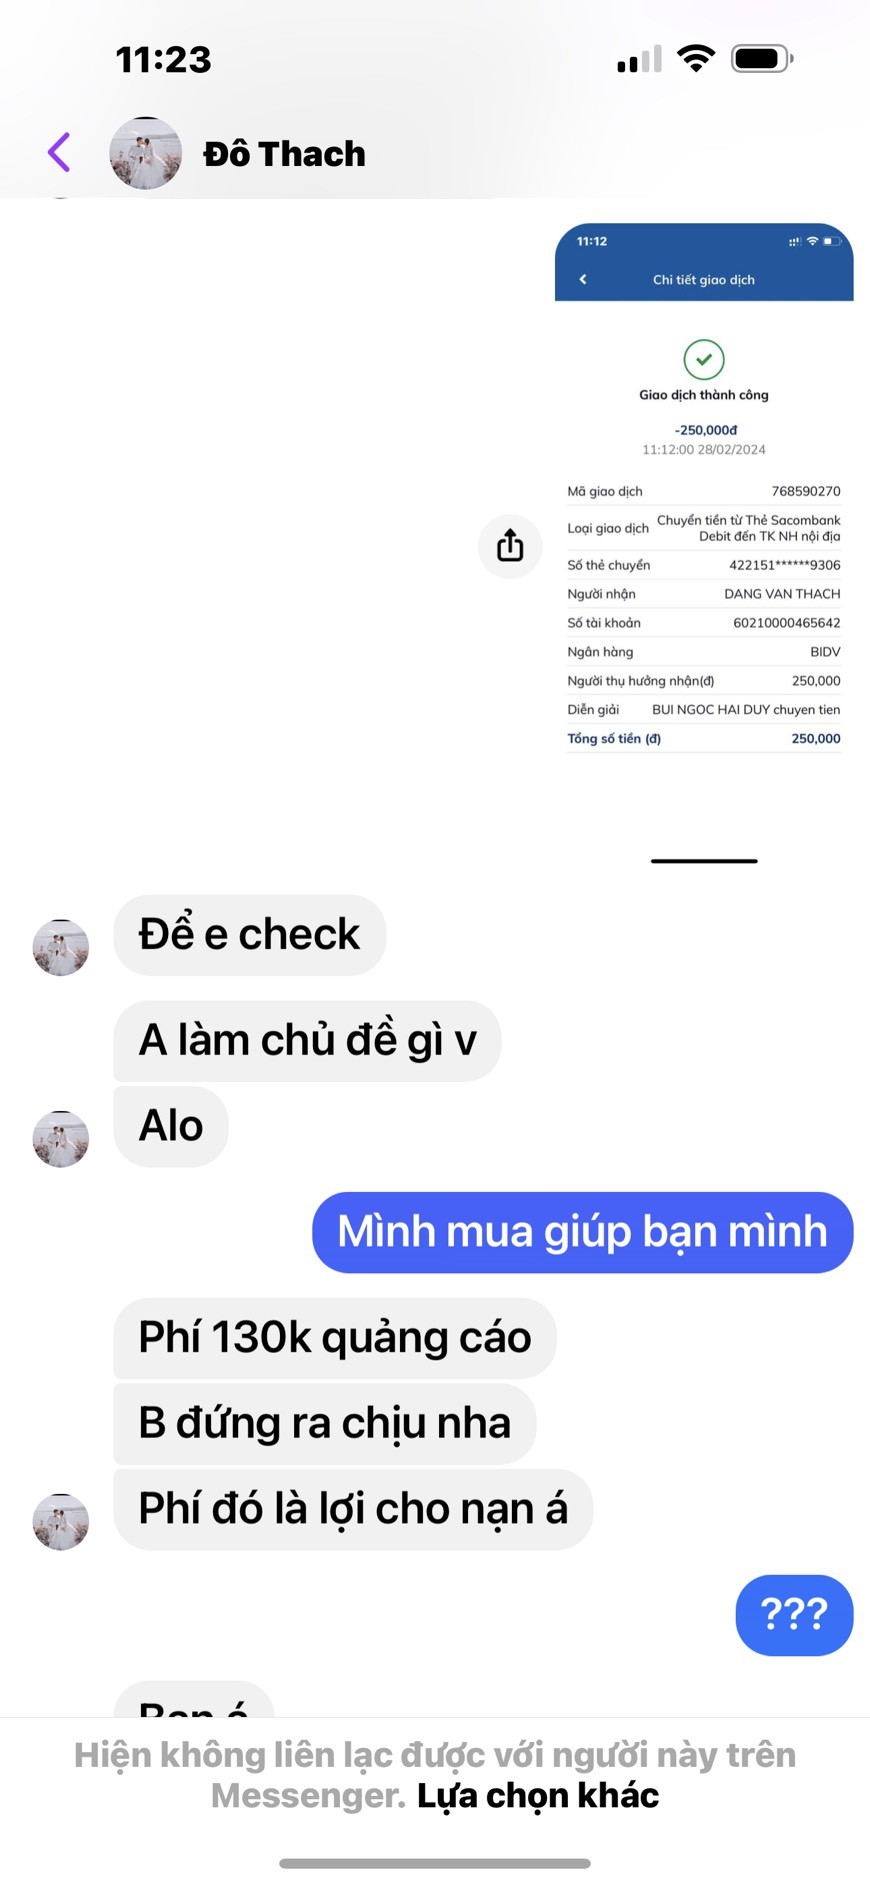 11:23
Đô Thach
11:12
Chi tiết giao dịch
Giao dịch thành công
-250,000đ
11:12:00 28/02/2024
Mã giao dịch 768590270
Loại giao dịch Chuyển tiền từ Thẻ Sacombank
Debit đến TK NH nội địa
Số thẻ chuyển 422151******9306
Người nhận DANG VAN THACH
Số tài khoản 60210000465642
Ngân hàng BIDV
Người thụ hưởng nhận(đ) 250,000
Diễn giải BUI NGOC HAI DUY chuyen tien
Tổng số tiền (đ) 250,000
Để e check
A làm chủ đề gì v
Alo
Mình mua giúp bạn mình
Phí 130k quảng cáo
B đứng ra chịu nha
Phí đó là lợi cho nạn á
???
Bạn á
Hiện không liên lạc được với người này trên
Messenger. Lựa chọn khác